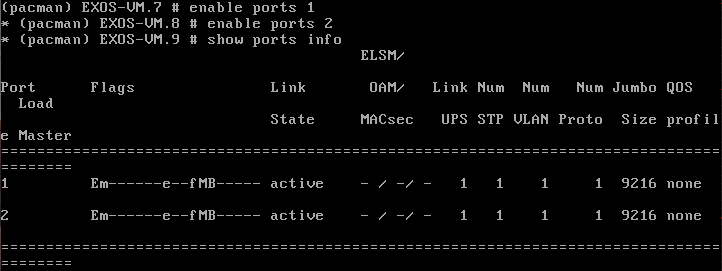 (pacman) EXOS-VM.7 # enable ports 1
* (pacman) EXOS-VM.8 # enable ports 2
* (pacman) EXOS-VM.9 # show ports info
ELSM/
Port Flags Link OAM/ Link Num Num Num Jumbo QOS
Load
State MACsec UPS STP VLAN Proto Size profil
e Master
================================================================================
========
1 Em------e--fMB----- active - / -/ - 1 1 1 1 9216 none
2 Em------e--fMB----- active - / -/ - 1 1 1 1 9216 none
================================================================================
========